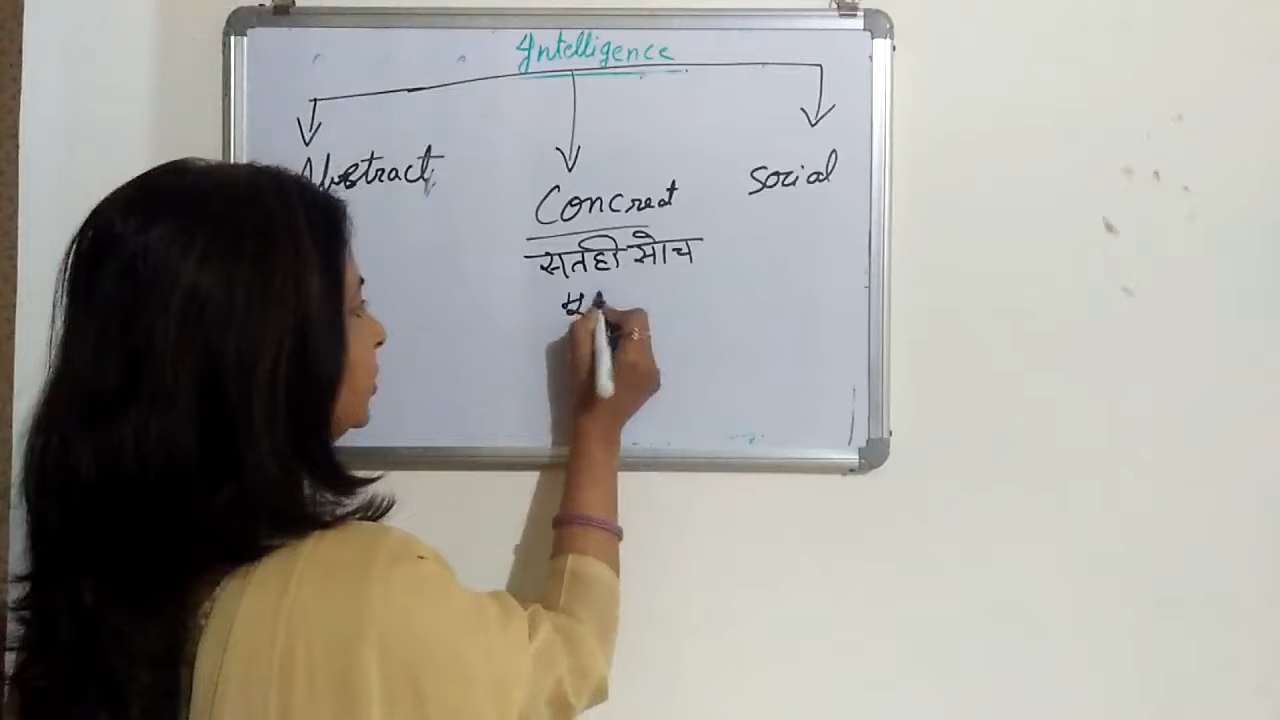 Intelligence
Abstract
Concreat
Social
सतही सोच
मू